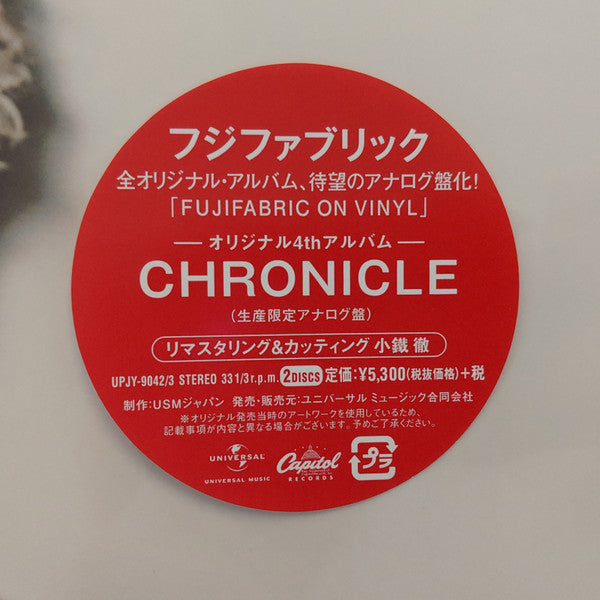 フジファブリック
全オリジナル・アルバム、待望のアナログ盤化!
「FUJIFABRIC ON VINYL」
オリジナル4thアルバム
CHRONICLE
(生産限定アナログ盤)
リマスタリング&カッティング 小鐵 徹
UPJY-9042/3 STEREO 33 1/3 r.p.m. 2DISCS 定価:¥5,300(税抜価格)+税
制作:USMジャパン 発売・販売元:ユニバーサル ミュージック合同会社
※オリジナル発売当時のアートワークを使用しているため、
記載事項が内容と異なる場合がございます。予めご了承ください。
UNIVERSAL
UNIVERSAL MUSIC
Capitol
RECORDS
プラ